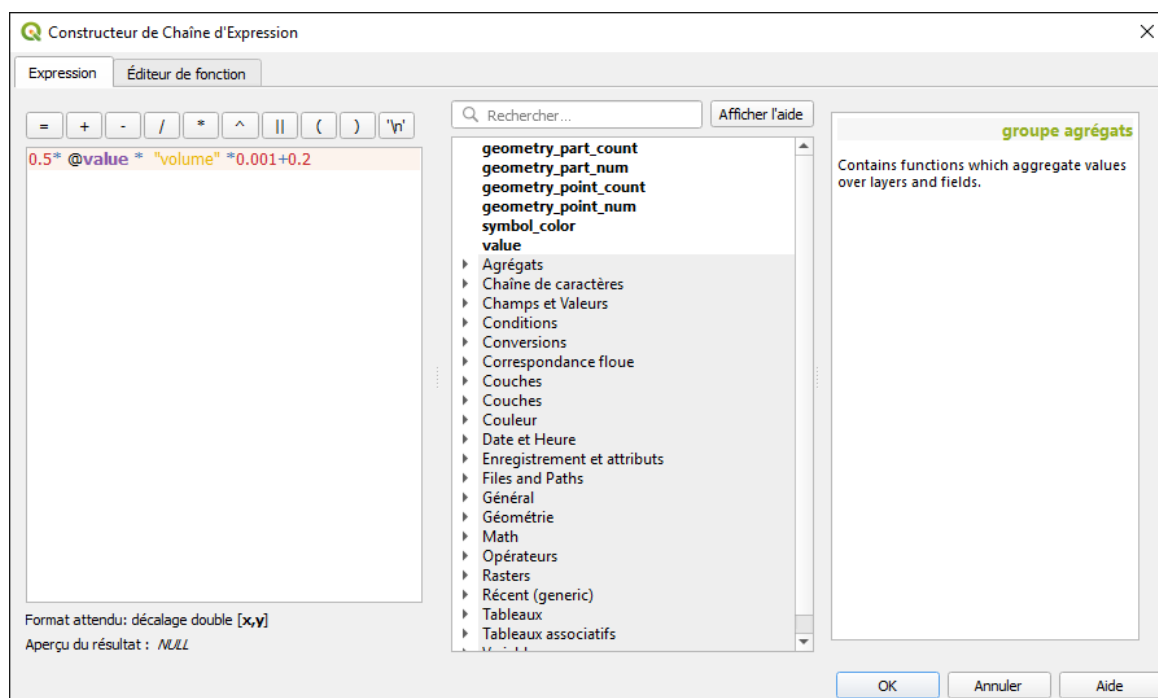 Constructeur de Chaîne d'Expression
Expression
Éditeur de fonction
= + - / * ^ || ( ) '\n'
0.5* @value * "volume" *0.001+0.2
Format attendu: décalage double [x,y]
Aperçu du résultat : NULL
Rechercher...
Afficher l'aide
geometry_part_count
geometry_part_num
geometry_point_count
geometry_point_num
symbol_color
value
Agrégats
Chaîne de caractères
Champs et Valeurs
Conditions
Conversions
Correspondance floue
Couches
Couches
Couleur
Date et Heure
Enregistrement et attributs
Files and Paths
Général
Géométrie
Math
Opérateurs
Rasters
Récent (generic)
Tableaux
Tableaux associatifs
groupe agrégats
Contains functions which aggregate values
over layers and fields.
OK
Annuler
Aide